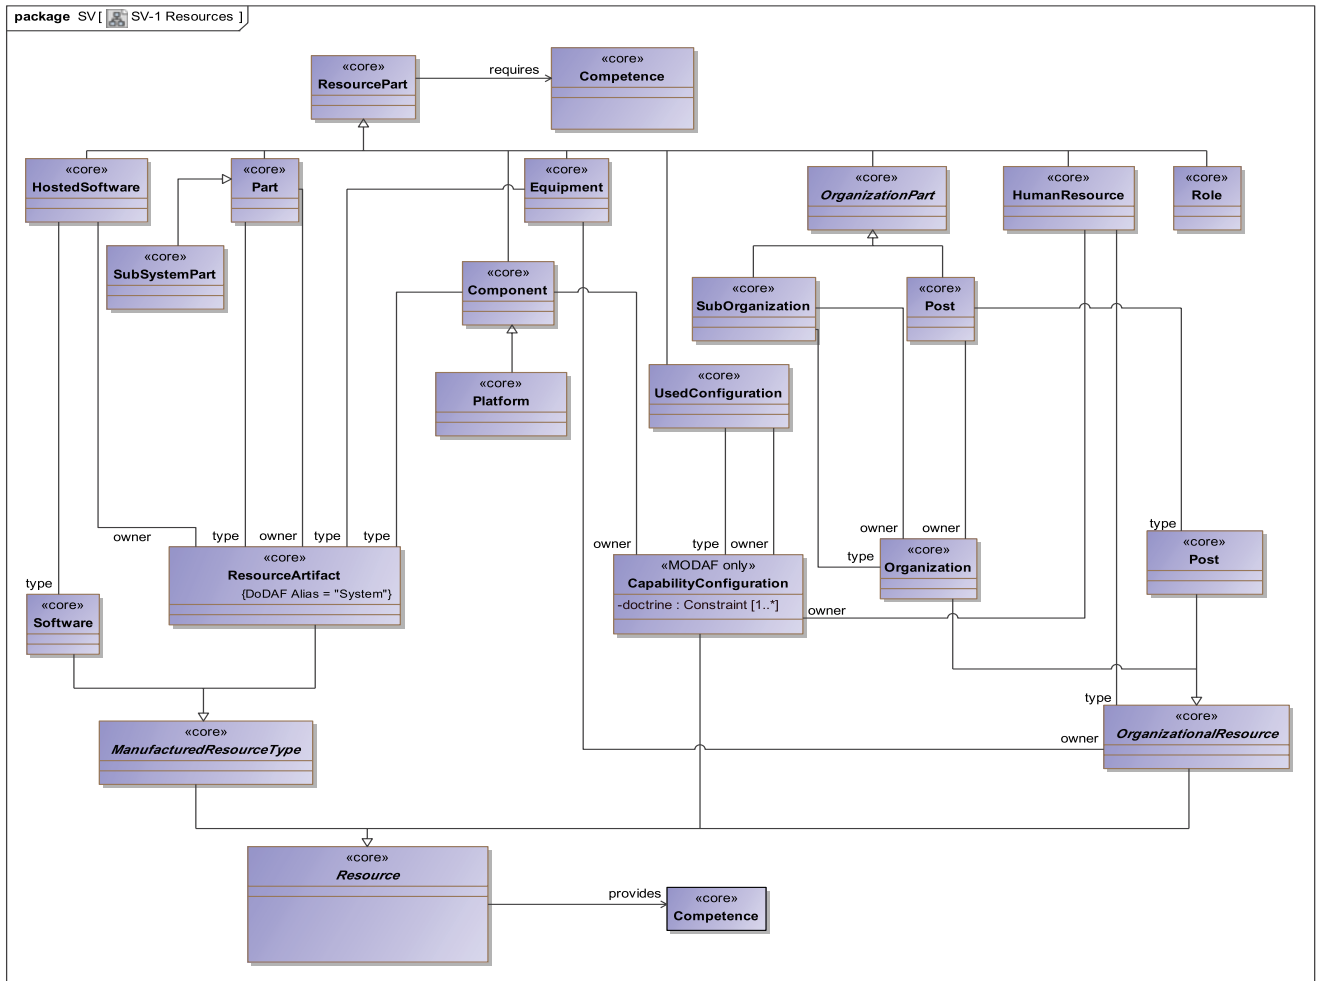 package SV [ SV-1 Resources ]
«core»
ResourcePart
requires
«core»
Competence
«core»
HostedSoftware
«core»
Part
«core»
Equipment
«core»
OrganizationPart
«core»
HumanResource
«core»
Role
«core»
SubSystemPart
«core»
Component
«core»
SubOrganization
«core»
Post
«core»
Platform
«core»
UsedConfiguration
owner
type
owner
type
type
owner
type
owner
owner
owner
type
type
type
«core»
ResourceArtifact
{DoDAF Alias = "System"}
«MODAF only»
CapabilityConfiguration
-doctrine : Constraint [1..*]
«core»
Organization
«core»
Post
«core»
Software
owner
type
owner
«core»
ManufacturedResourceType
«core»
OrganizationalResource
«core»
Resource
provides
«core»
Competence